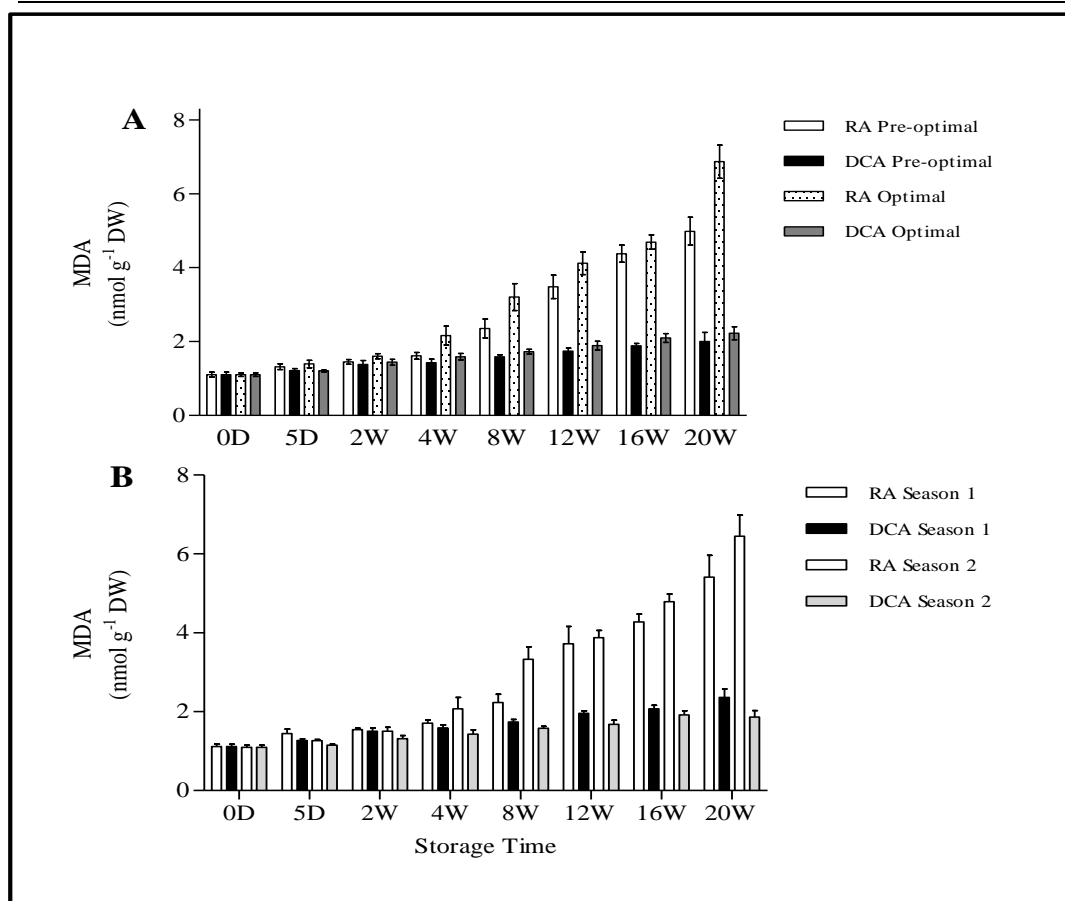 A
8
6
4
2
0
MDA
(nmol g⁻¹ DW)
0D 5D 2W 4W 8W 12W 16W 20W
RA Pre-optimal
DCA Pre-optimal
RA Optimal
DCA Optimal
B
8
6
4
2
0
MDA
(nmol g⁻¹ DW)
0D 5D 2W 4W 8W 12W 16W 20W
Storage Time
RA Season 1
DCA Season 1
RA Season 2
DCA Season 2